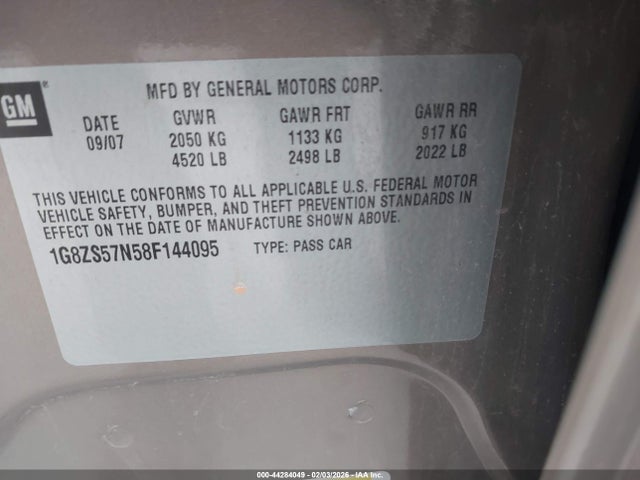 GM®
MFD BY GENERAL MOTORS CORP.
DATE GVWR GAWR FRT GAWR RR
09/07 2050 KG 1133 KG 917 KG
4520 LB 2498 LB 2022 LB
THIS VEHICLE CONFORMS TO ALL APPLICABLE U.S. FEDERAL MOTOR
VEHICLE SAFETY, BUMPER, AND THEFT PREVENTION STANDARDS IN
EFFECT ON THE DATE OF MANUFACTURE SHOWN ABOVE.
1G8ZS57N58F144095 TYPE: PASS CAR
000-44284049 - 02/03/2026 - IAA Inc.